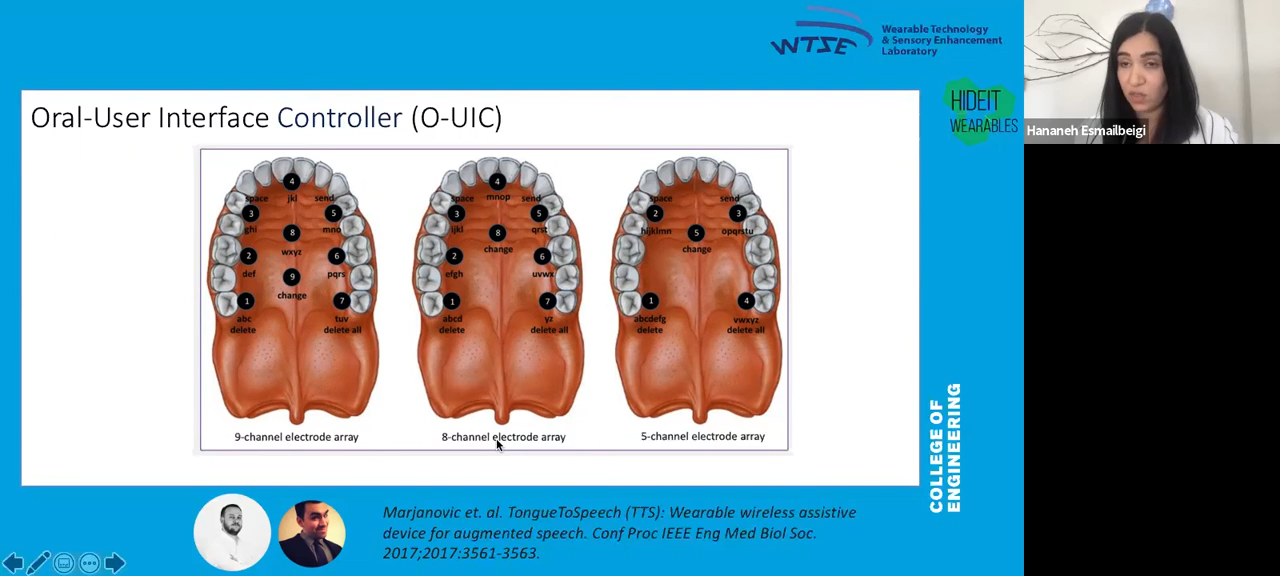 WTSE
Wearable Technology
& Sensory Enhancement
Laboratory
HIDEIT
WEARABLES
Hananeh Esmailbeigi
Oral-User Interface Controller (O-UIC)
4
space jkl send
3 5
ghi mno
8
wxyz
2 6
def pqrs
9
change
1 7
abc tuv
delete delete all
9-channel electrode array
4
space mnop send
3 5
ijkl qrst
8
change
2 6
efgh uvwx
1 7
abcd yz
delete delete all
8-channel electrode array
space send
2 3
hijklmn opqrstu
5
change
1 4
abcdefg vwxyz
delete delete all
5-channel electrode array
COLLEGE OF
ENGINEERING
Marjanovic et. al. TongueToSpeech (TTS): Wearable wireless assistive
device for augmented speech. Conf Proc IEEE Eng Med Biol Soc.
2017;2017:3561-3563.